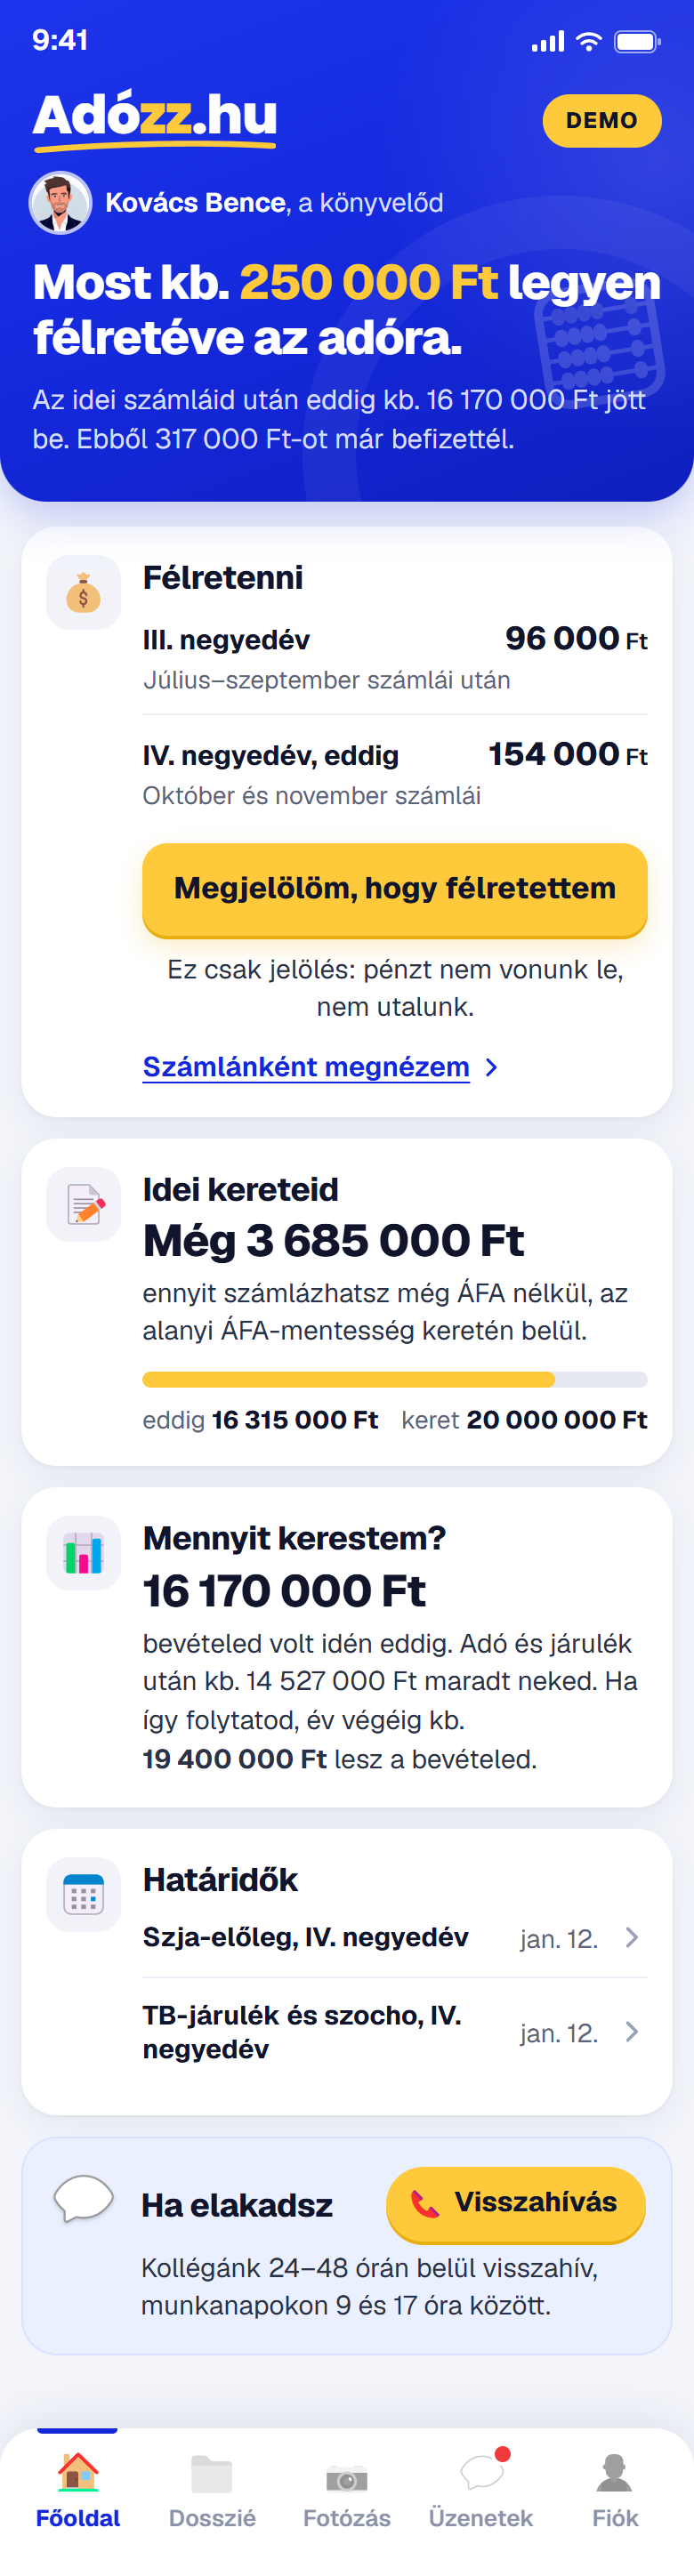 9:41
Adózz.hu
DEMO
Kovács Bence, a könyvelőd
Most kb. 250 000 Ft legyen
félretéve az adóra.
Az idei számláid után eddig kb. 16 170 000 Ft jött
be. Ebből 317 000 Ft-ot már befizettél.
Félretenni
III. negyedév 96 000 Ft
Július–szeptember számlái után
IV. negyedév, eddig 154 000 Ft
Október és november számlái
Megjelölöm, hogy félretettem
Ez csak jelölés: pénzt nem vonunk le,
nem utalunk.
Számlánként megnézem
Idei kereteid
Még 3 685 000 Ft
ennyit számlázhatsz még ÁFA nélkül, az
alanyi ÁFA-mentesség keretén belül.
eddig 16 315 000 Ft keret 20 000 000 Ft
Mennyit kerestem?
16 170 000 Ft
bevételed volt idén eddig. Adó és járulék
után kb. 14 527 000 Ft maradt neked. Ha
így folytatod, év végéig kb.
19 400 000 Ft lesz a bevételed.
Határidők
Szja-előleg, IV. negyedév jan. 12.
TB-járulék és szocho, IV.
negyedév jan. 12.
Ha elakadsz
Visszahívás
Kollégánk 24–48 órán belül visszahív,
munkanapokon 9 és 17 óra között.
Főoldal Dosszié Fotózás Üzenetek Fiók